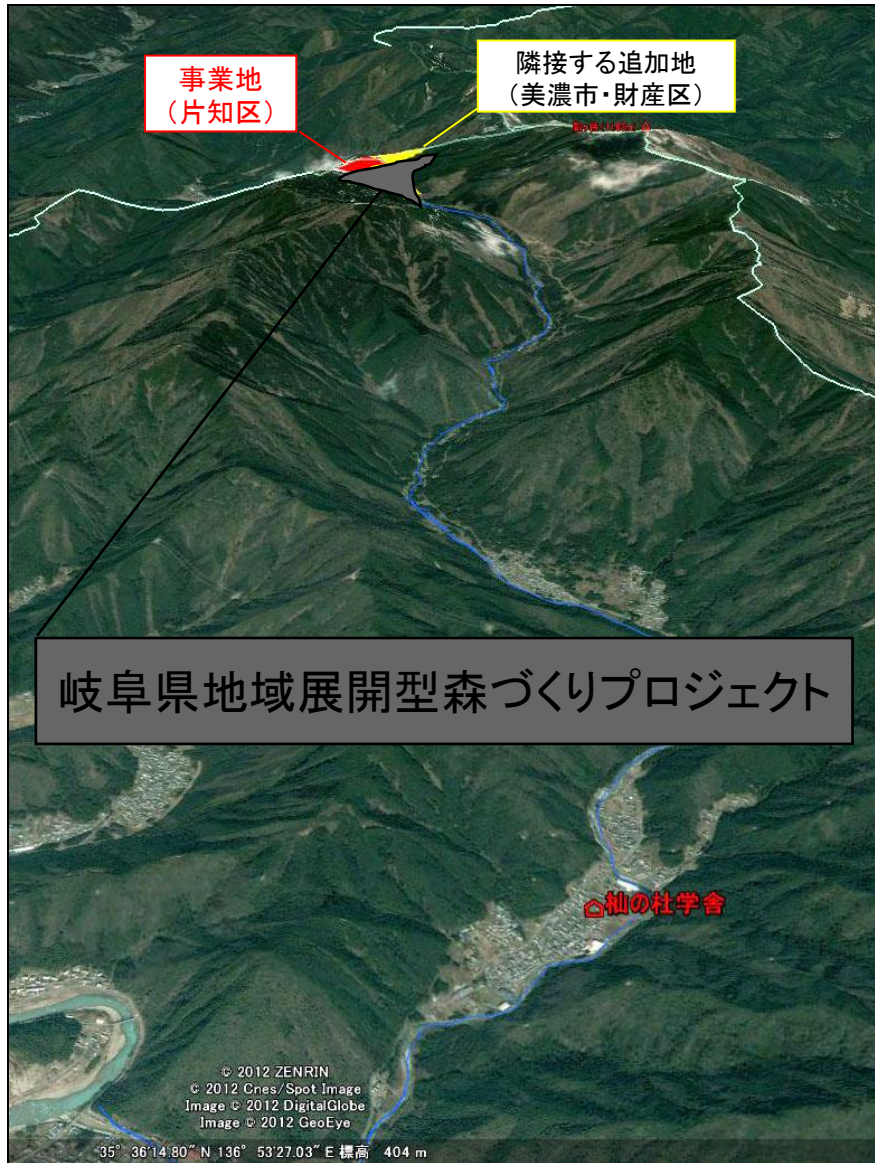 事業地
（片知区）
隣接する追加地
（美濃市・財産区）
岐阜県地域展開型森づくりプロジェクト
杣の杜学舎
© 2012 ZENRIN
© 2012 Cnes/Spot Image
Image © 2012 DigitalGlobe
Image © 2012 GeoEye
35° 36'14.80" N 136° 53'27.03" E 標高 404 m